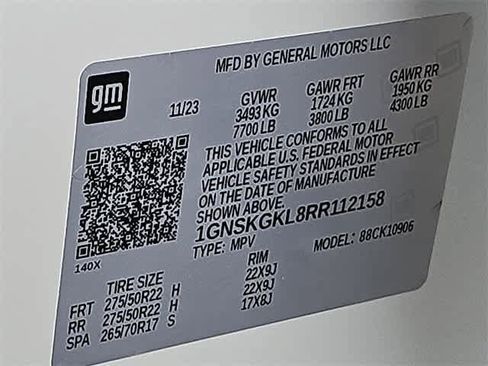 MFD BY GENERAL MOTORS LLC
gm
11/23 GVWR GAWR FRT GAWR RR
3493 KG 1724 KG 1950 KG
7700 LB 3800 LB 4300 LB
THIS VEHICLE CONFORMS TO ALL
APPLICABLE U.S. FEDERAL MOTOR
VEHICLE SAFETY STANDARDS IN EFFECT
ON THE DATE OF MANUFACTURE
SHOWN ABOVE.
1GNSKGKL8RR112158
TYPE: MPV MODEL: 88CK10906
140X
TIRE SIZE RIM
FRT 275/50R22 H 22X9J
RR 275/50R22 H 22X9J
SPA 265/70R17 S 17X8J